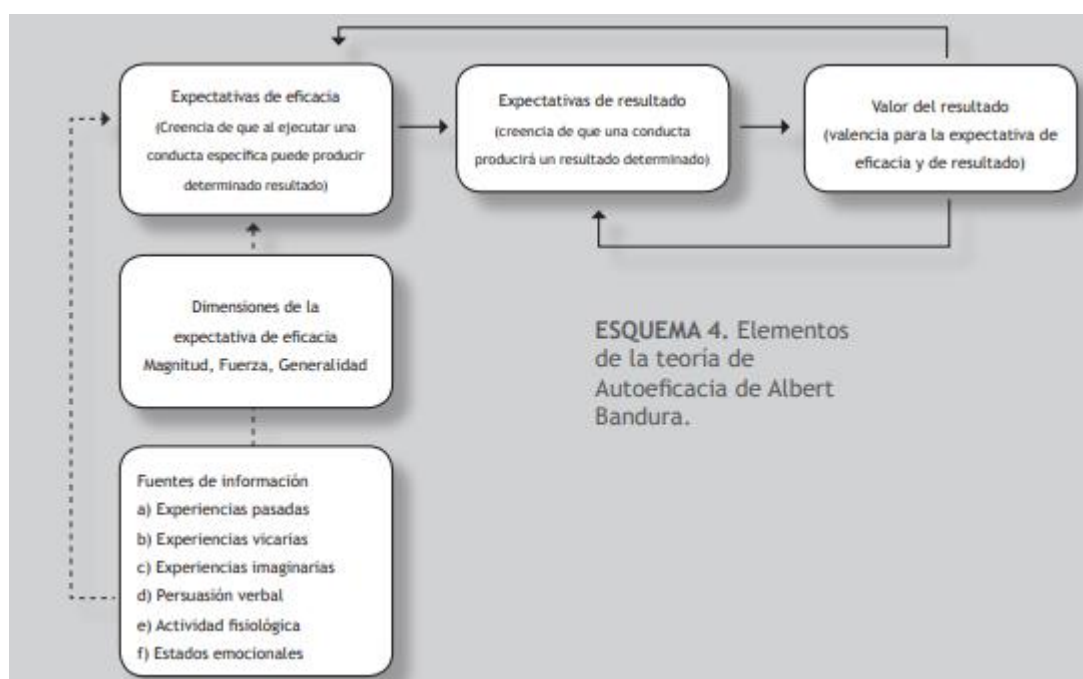 Expectativas de eficacia
(Creencia de que al ejecutar una
conducta específica puede producir
determinado resultado)
Expectativas de resultado
(creencia de que una conducta
producirá un resultado determinado)
Valor del resultado
(valencia para la expectativa de
eficacia y de resultado)
Dimensiones de la
expectativa de eficacia
Magnitud, Fuerza, Generalidad
ESQUEMA 4. Elementos
de la teoría de
Autoeficacia de Albert
Bandura.
Fuentes de información
a) Experiencias pasadas
b) Experiencias vicarias
c) Experiencias imaginarias
d) Persuasión verbal
e) Actividad fisiológica
f) Estados emocionales